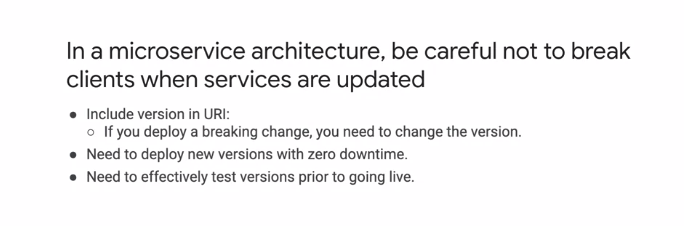 In a microservice architecture, be careful not to break
clients when services are updated
● Include version in URI:
○ If you deploy a breaking change, you need to change the version.
● Need to deploy new versions with zero downtime.
● Need to effectively test versions prior to going live.